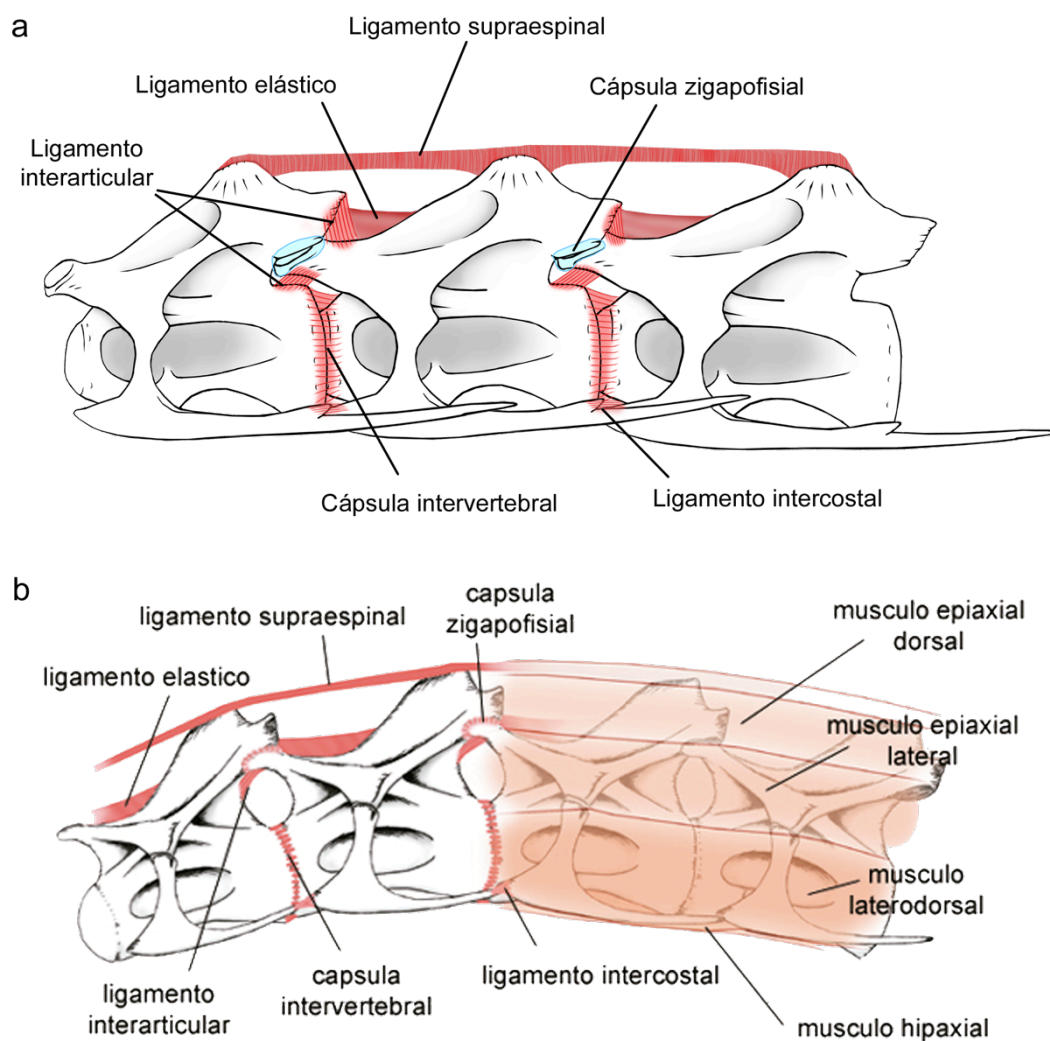 a
Ligamento supraespinal
Ligamento elástico
Cápsula zigapofisial
Ligamento
interarticular
Cápsula intervertebral
Ligamento intercostal
b
ligamento supraespinal
capsula
zigapofisial
musculo epiaxial
dorsal
ligamento elastico
musculo epiaxial
lateral
musculo
laterodorsal
ligamento
interarticular
capsula
intervertebral
ligamento intercostal
musculo hipaxial